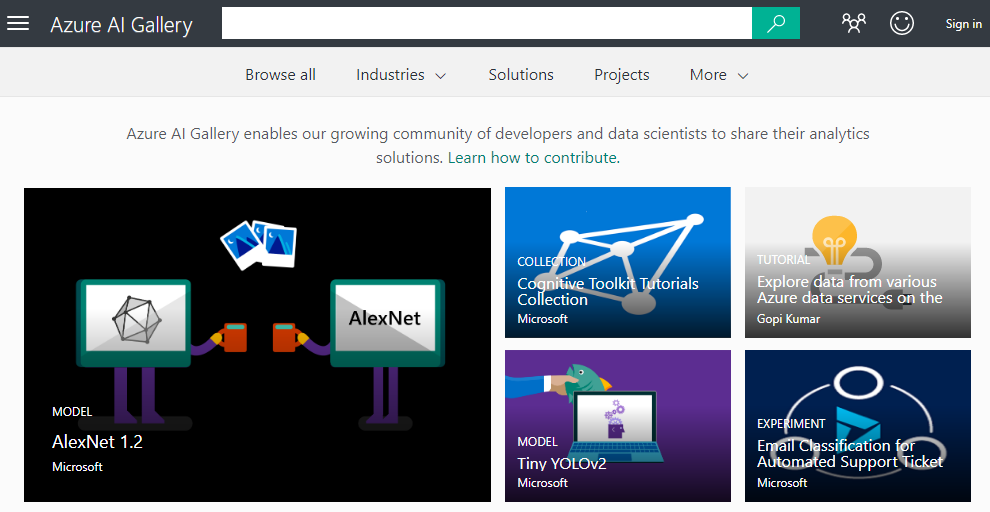 Azure AI Gallery
Sign in
Browse all
Industries
Solutions
Projects
More
Azure AI Gallery enables our growing community of developers and data scientists to share their analytics
solutions. Learn how to contribute.
AlexNet
MODEL
AlexNet 1.2
Microsoft
COLLECTION
Cognitive Toolkit Tutorials
Collection
Microsoft
TUTORIAL
Explore data from various
Azure data services on the
Gopi Kumar
MODEL
Tiny YOLOv2
Microsoft
EXPERIMENT
Email Classification for
Automated Support Ticket
Microsoft